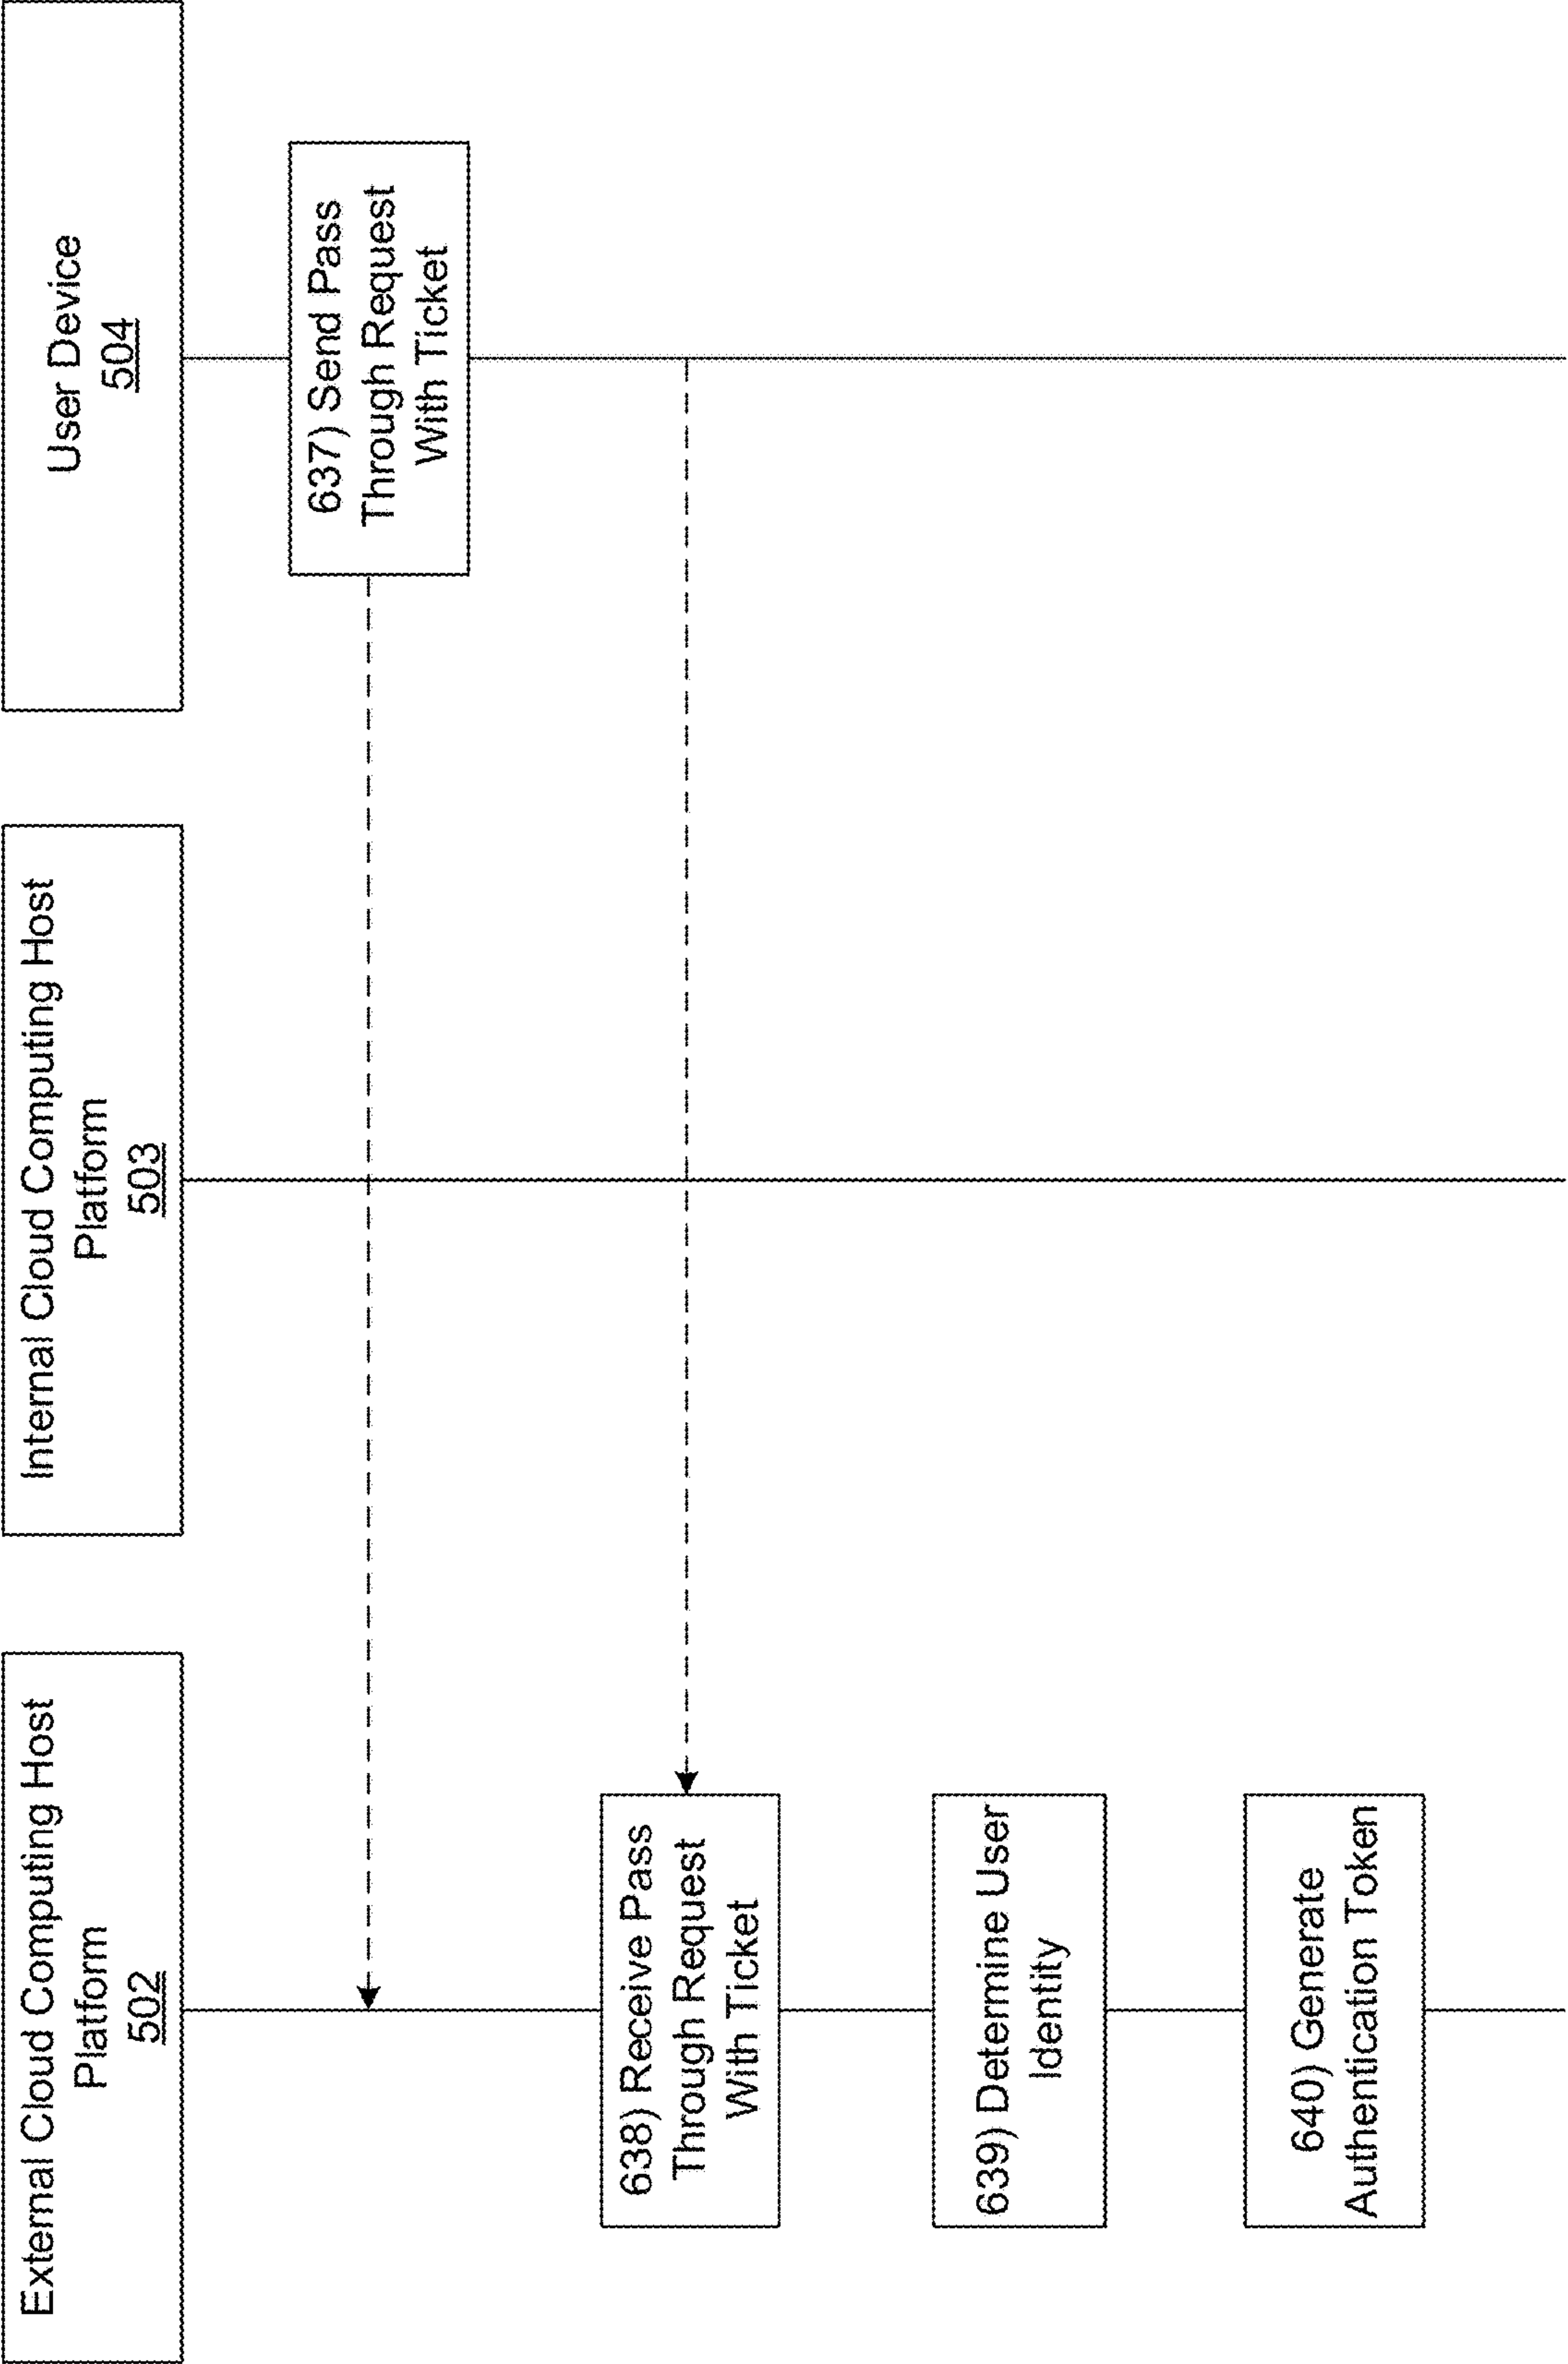 External Cloud Computing Host
Platform
502
Internal Cloud Computing Host
Platform
503
User Device
504
637) Send Pass
Through Request
With Ticket
638) Receive Pass
Through Request
With Ticket
639) Determine User
Identity
640) Generate
Authentication Token